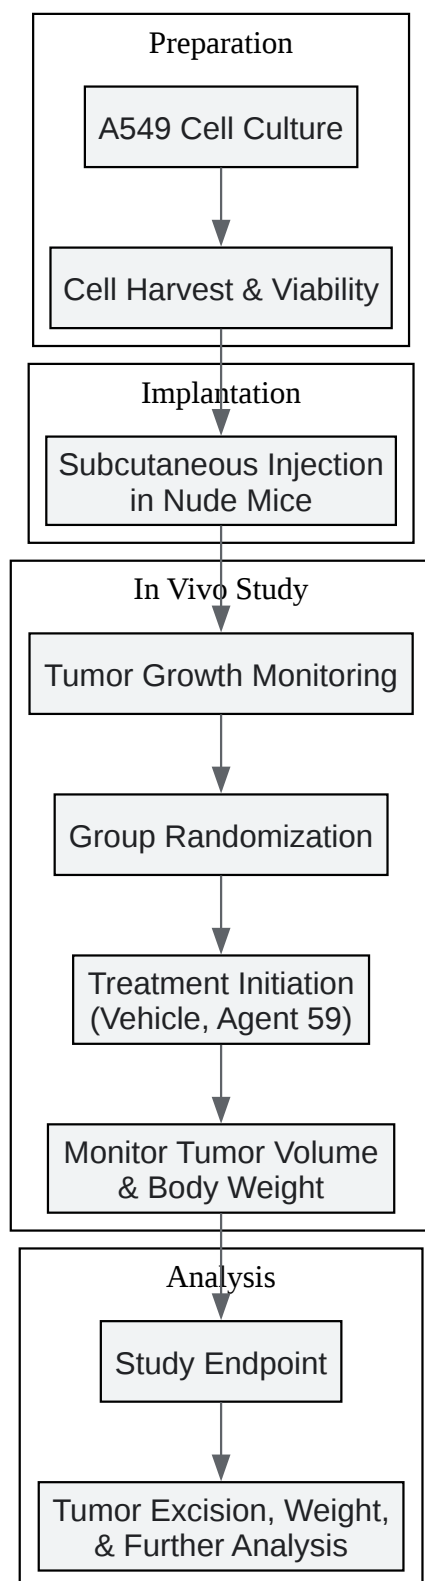 Preparation
A549 Cell Culture
Cell Harvest & Viability
Implantation
Subcutaneous Injection
in Nude Mice
In Vivo Study
Tumor Growth Monitoring
Group Randomization
Treatment Initiation
(Vehicle, Agent 59)
Monitor Tumor Volume
& Body Weight
Analysis
Study Endpoint
Tumor Excision, Weight,
& Further Analysis